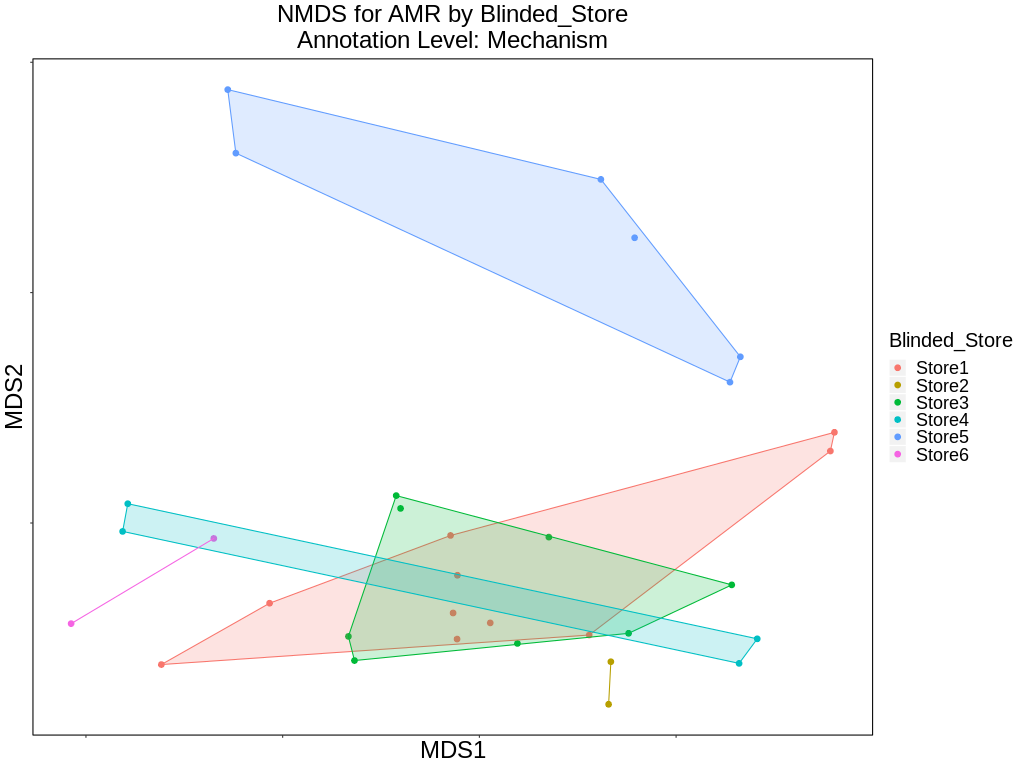 NMDS for AMR by Blinded_Store
Annotation Level: Mechanism
MDS2
MDS1
Blinded_Store
Store1
Store2
Store3
Store4
Store5
Store6